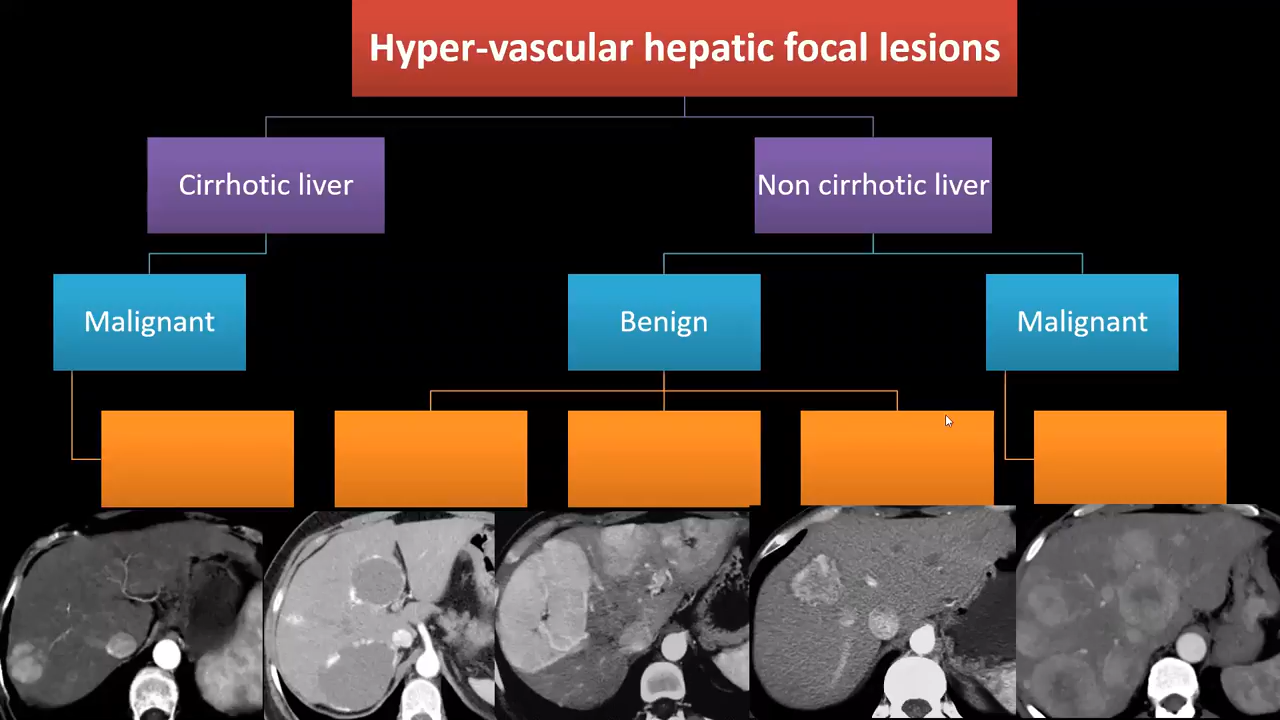 Hyper-vascular hepatic focal lesions
Cirrhotic liver
Non cirrhotic liver
Malignant
Benign
Malignant